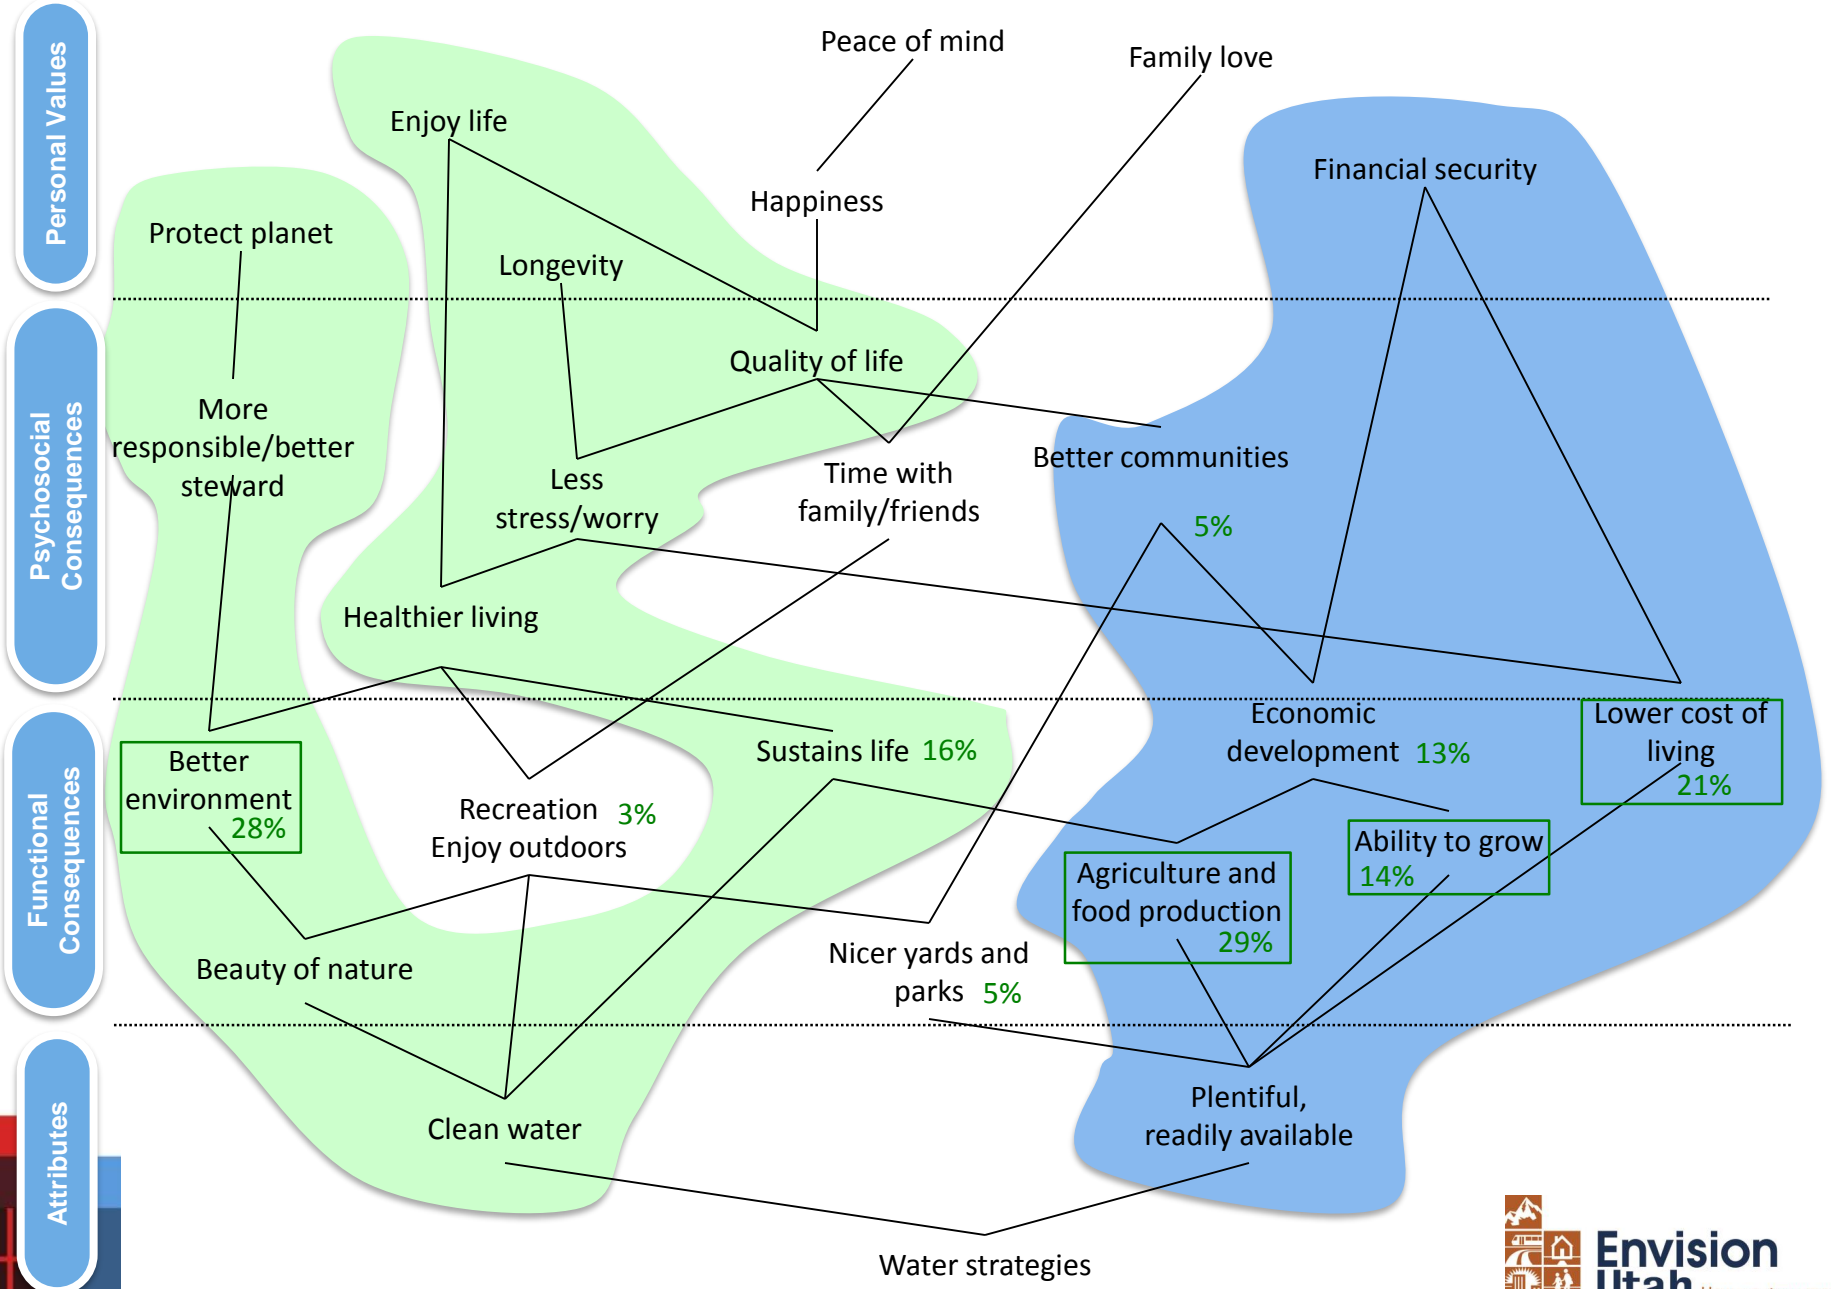 Personal Values
Peace of mind
Family love
Enjoy life
Financial security
Happiness
Protect planet
Longevity
Psychosocial
Consequences
Quality of life
More
responsible/better
steward
Better communities
5%
Less
stress/worry
Time with
family/friends
Healthier living
Functional
Consequences
Better
environment
28%
Sustains life 16%
Economic
development 13%
Lower cost of
living
21%
Recreation 3%
Enjoy outdoors
Ability to grow
14%
Agriculture and
food production
29%
Beauty of nature
Nicer yards and
parks 5%
Attributes
Clean water
Plentiful,
readily available
Water strategies
Envision
Utah